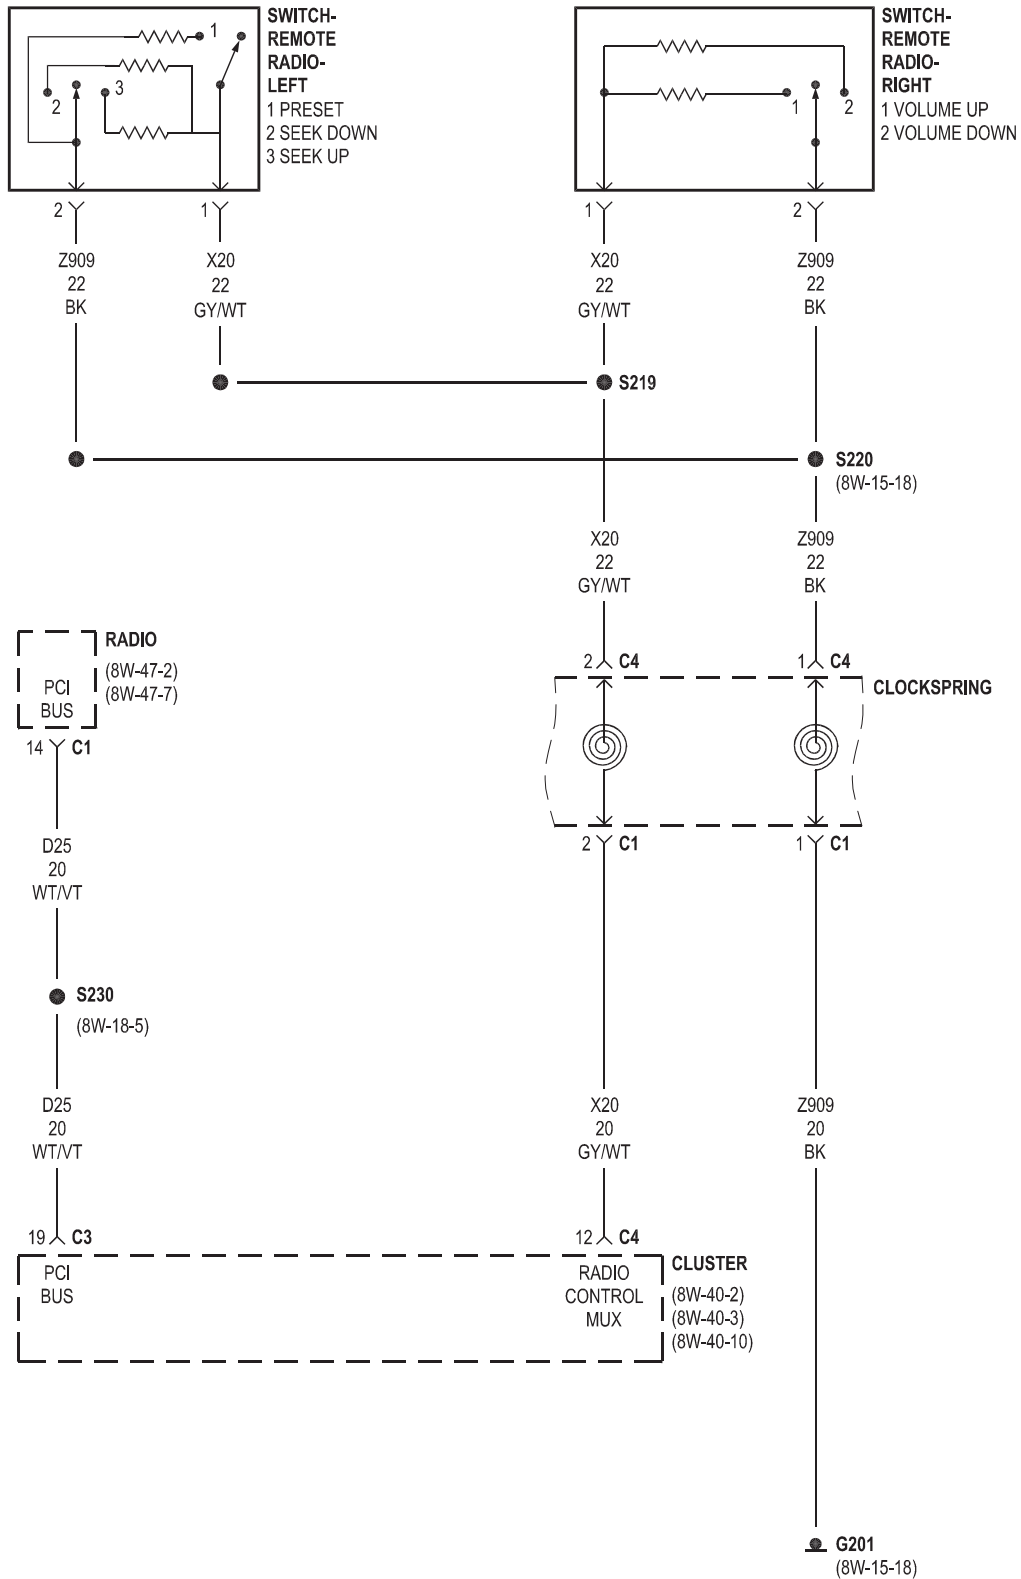 SWITCH-
REMOTE
RADIO-
LEFT
1 PRESET
2 SEEK DOWN
3 SEEK UP
1
2
3
SWITCH-
REMOTE
RADIO-
RIGHT
1 VOLUME UP
2 VOLUME DOWN
1
2
2
1
1
2
Z909
22
BK
X20
22
GY/WT
X20
22
GY/WT
Z909
22
BK
S219
S220
(8W-15-18)
X20
22
GY/WT
Z909
22
BK
RADIO
(8W-47-2)
(8W-47-7)
PCI
BUS
14 C1
2 C4
1 C4
CLOCKSPRING
2 C1
1 C1
D25
20
WT/VT
S230
(8W-18-5)
D25
20
WT/VT
X20
20
GY/WT
Z909
20
BK
19 C3
12 C4
PCI
BUS
RADIO
CONTROL
MUX
CLUSTER
(8W-40-2)
(8W-40-3)
(8W-40-10)
G201
(8W-15-18)